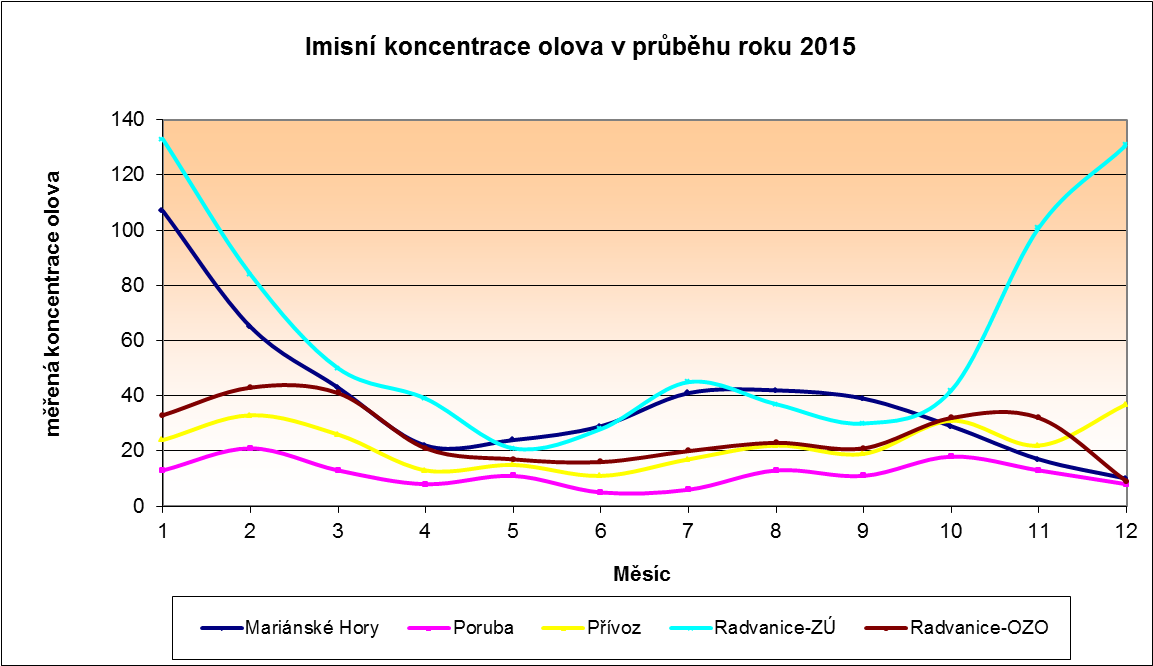 Imisní koncentrace olova v průběhu roku 2015
měřená koncentrace olova
140
120
100
80
60
40
20
0
1 2 3 4 5 6 7 8 9 10 11 12
Měsíc
Mariánské Hory Poruba Přívoz Radvanice-ZÚ Radvanice-OZO